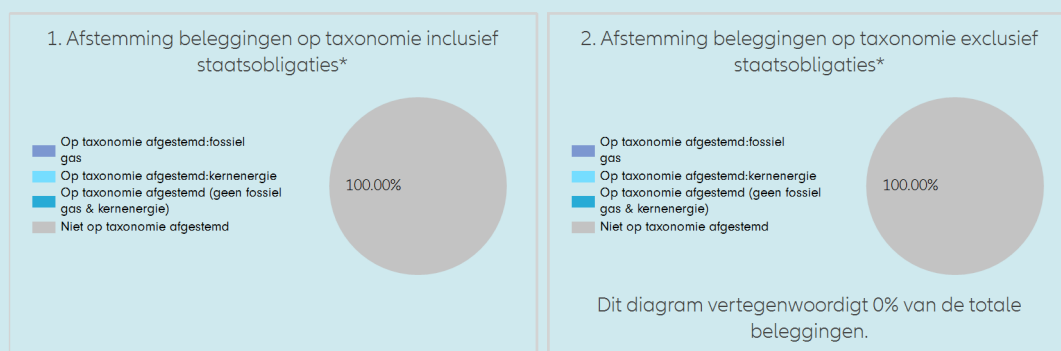 1. Afstemming beleggingen op taxonomie inclusief
staatsobligaties*
Op taxonomie afgestemd:fossiel
gas
Op taxonomie afgestemd:kernenergie
Op taxonomie afgestemd (geen fossiel
gas & kernenergie)
Niet op taxonomie afgestemd
100.00%
2. Afstemming beleggingen op taxonomie exclusief
staatsobligaties*
Op taxonomie afgestemd:fossiel
gas
Op taxonomie afgestemd:kernenergie
Op taxonomie afgestemd (geen fossiel
gas & kernenergie)
Niet op taxonomie afgestemd
100.00%
Dit diagram vertegenwoordigt 0% van de totale
beleggingen.